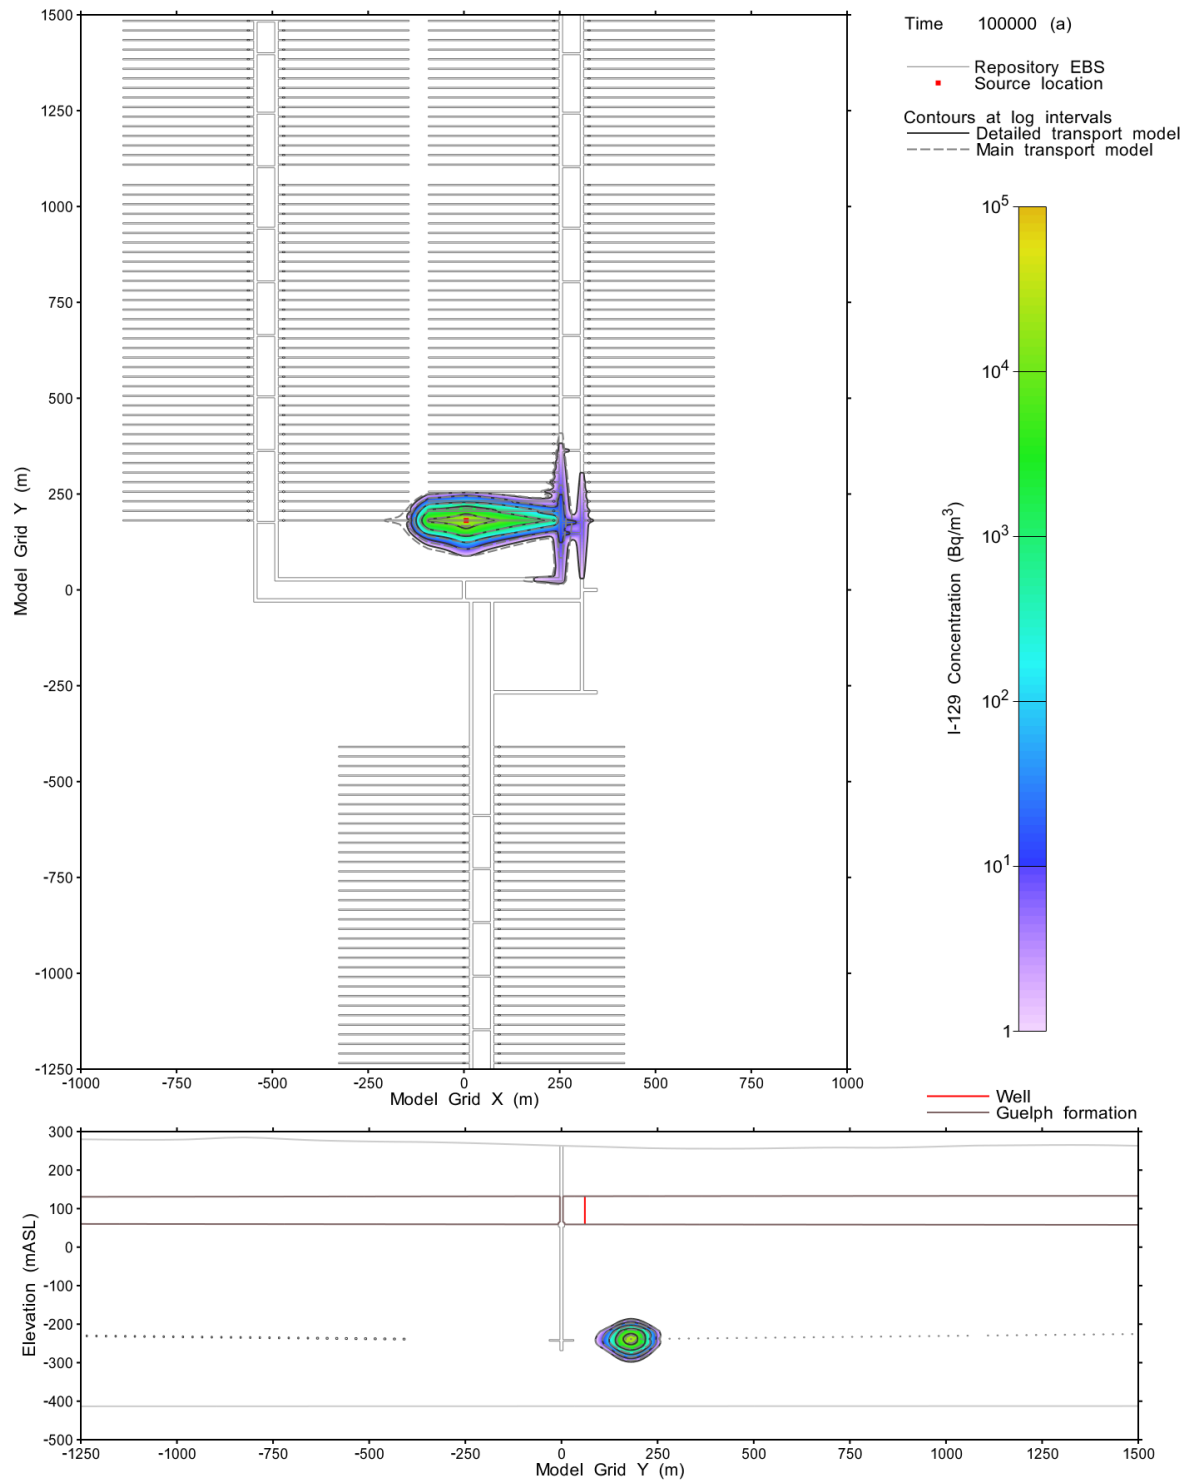 Time 100000 (a)
Repository EBS
Source location
Contours at log intervals
Detailed transport model
Main transport model
10^5
10^4
10^3
10^2
10^1
1
I-129 Concentration (Bq/m^3)
1500
1250
1000
750
500
250
0
-250
-500
-750
-1000
-1250
Model Grid Y (m)
-1000 -750 -500 -250 0 250 500 750 1000
Model Grid X (m)
Well
Guelph formation
300
200
100
0
-100
-200
-300
-400
-500
Elevation (mASL)
-1250 -1000 -750 -500 -250 0 250 500 750 1000 1250 1500
Model Grid Y (m)